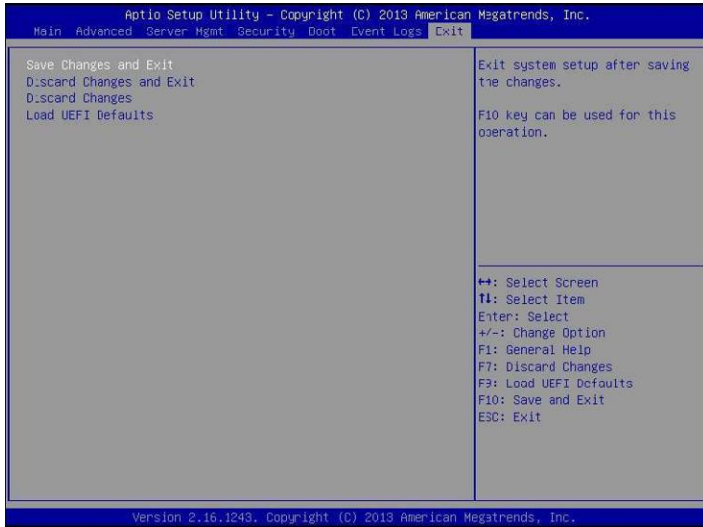 Aptio Setup Utility – Copyright (C) 2013 American Megatrends, Inc.
Main Advanced Server Mgmt Security Boot Event Logs Exit
Save Changes and Exit
Discard Changes and Exit
Discard Changes
Load UEFI Defaults
Exit system setup after saving
the changes.
F10 key can be used for this
operation.
↔: Select Screen
↑↓: Select Item
Enter: Select
+/-: Change Option
F1: General Help
F7: Discard Changes
F9: Load UEFI Defaults
F10: Save and Exit
ESC: Exit
Version 2.16.1243. Copyright (C) 2013 American Megatrends, Inc.